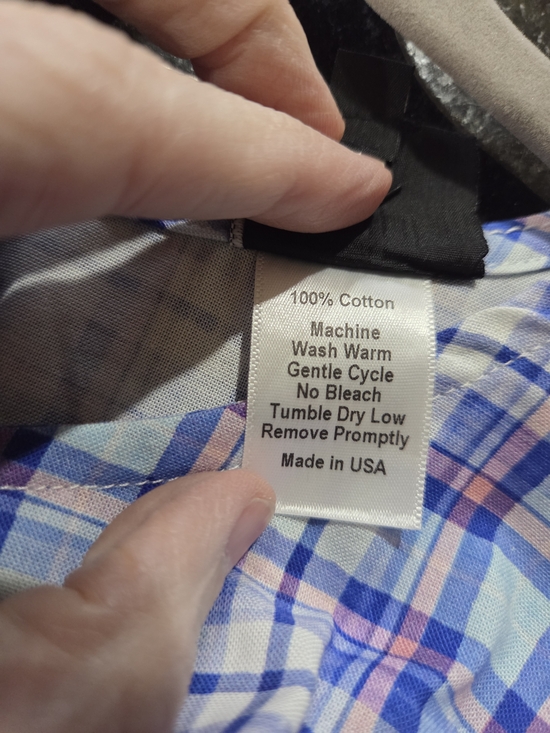 100% Cotton
Machine
Wash Warm
Gentle Cycle
No Bleach
Tumble Dry Low
Remove Promptly
Made in USA